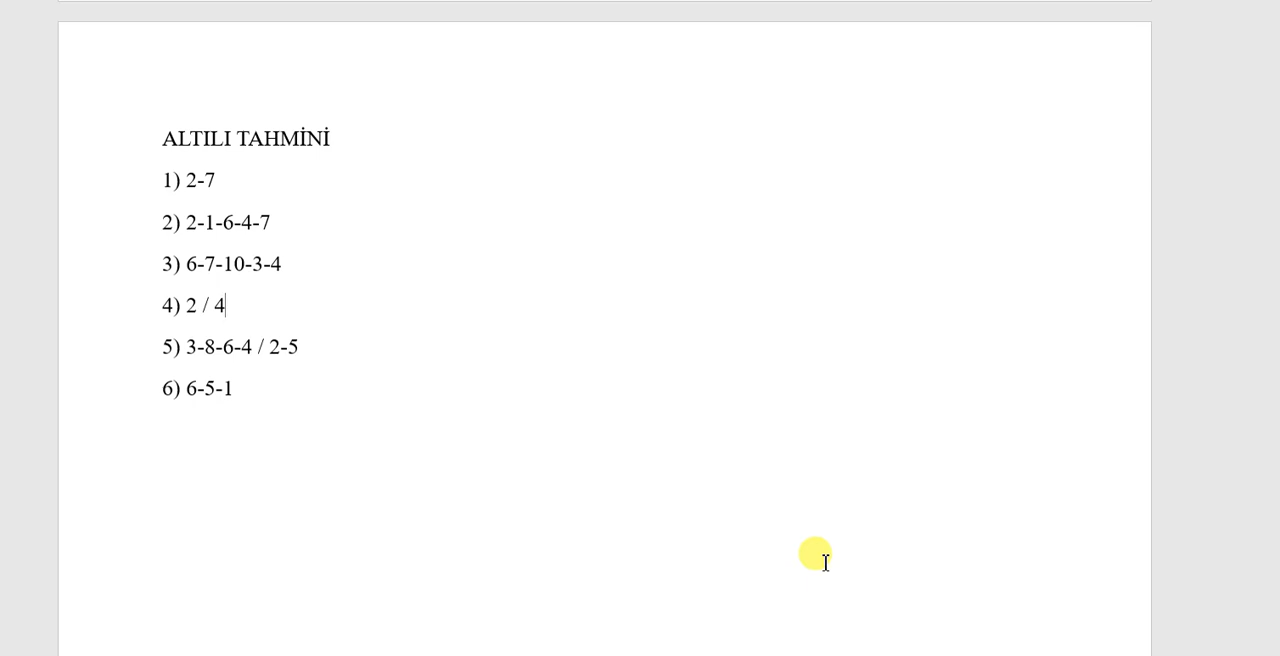 ALTILI TAHMİNİ
1) 2-7
2) 2-1-6-4-7
3) 6-7-10-3-4
4) 2 / 4
5) 3-8-6-4 / 2-5
6) 6-5-1